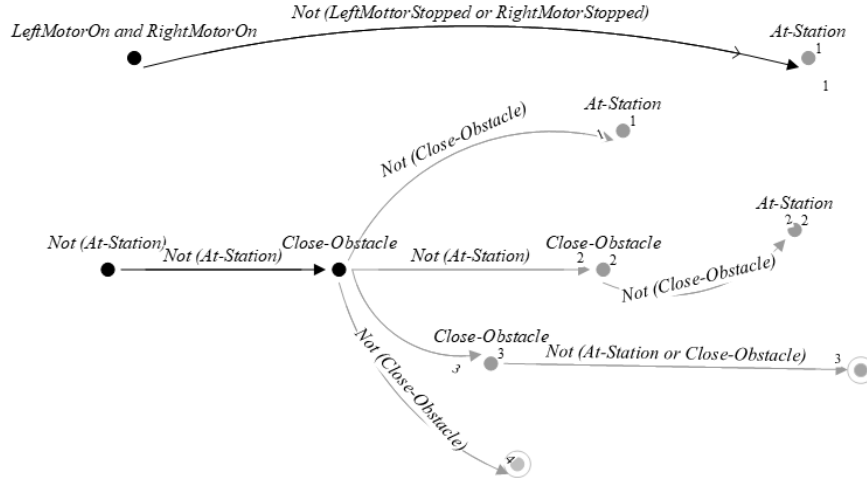 Not (LeftMottorStopped or RightMotorStopped)
LeftMotorOn and RightMotorOn
At-Station
1
1
At-Station
1
1
Not (Close-Obstacle)
At-Station
2
2
Not (At-Station)
Not (At-Station)
Close-Obstacle
Not (At-Station)
Close-Obstacle
2
2
Not (Close-Obstacle)
Close-Obstacle
3
3
Not (At-Station or Close-Obstacle)
3
Not (Close-Obstacle)
4